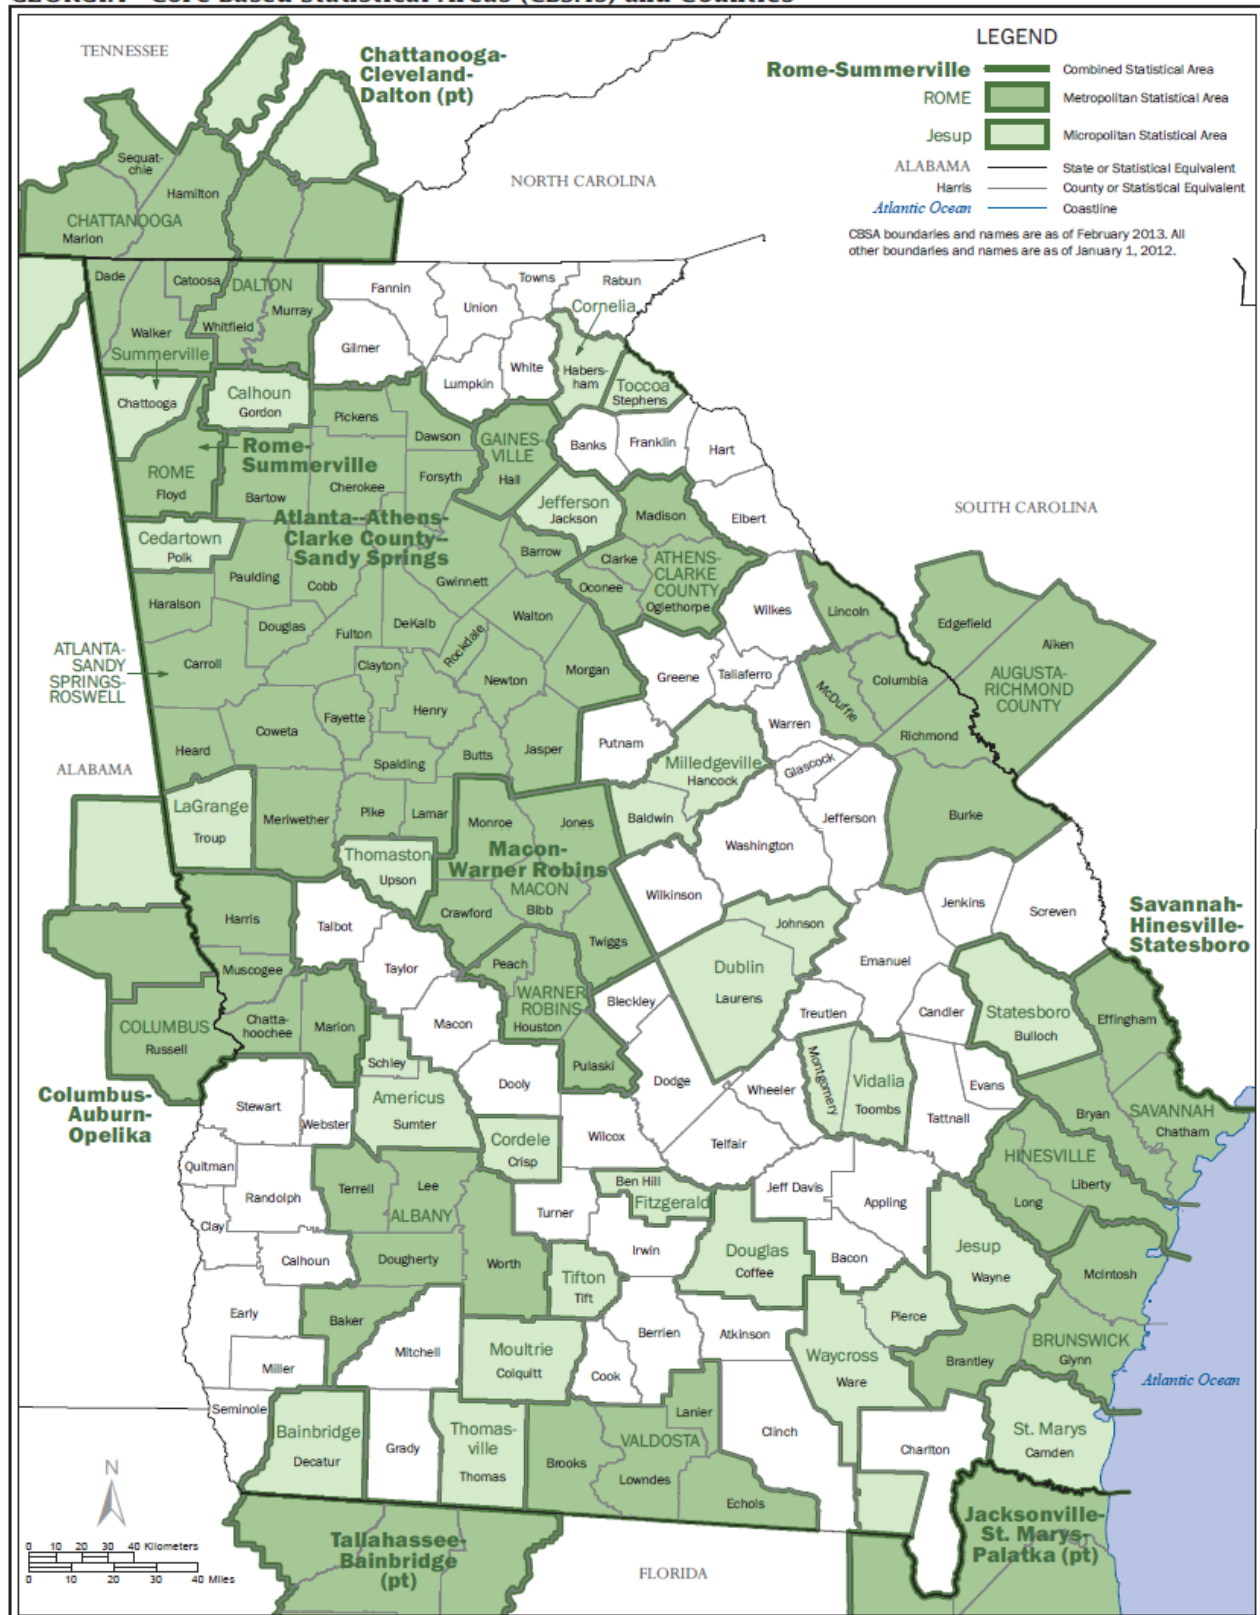 GEORGIA - Core Based Statistical Areas (CBSAs) and Counties
LEGEND
Rome-Summerville
Combined Statistical Area
ROME
Metropolitan Statistical Area
Jesup
Micropolitan Statistical Area
ALABAMA
State or Statistical Equivalent
Harris
County or Statistical Equivalent
Atlantic Ocean
Coastline
CBSA boundaries and names are as of February 2013. All
other boundaries and names are as of January 1, 2012.
TENNESSEE
Chattanooga-
Cleveland-
Dalton (pt)
NORTH CAROLINA
Sequat-
chie
Hamilton
CHATTANOOGA
Marion
Dade
Catoosa
DALTON
Murray
Whitfield
Walker
Summerville
Chattooga
Fannin
Towns
Rabun
Union
Cornelia
Gilmer
White
Lumpkin
Habers-
ham
Toccoa
Stephens
Calhoun
Gordon
Pickens
Dawson
GAINES-
VILLE
Hall
Banks
Franklin
Hart
Rome-
Summerville
ROME
Floyd
Bartow
Cherokee
Forsyth
Jefferson
Jackson
Madison
Elbert
SOUTH CAROLINA
Atlanta--Athens-
Clarke County--
Sandy Springs
Cedartown
Polk
Barrow
Clarke
ATHENS-
CLARKE
COUNTY
Oconee
Oglethorpe
Paulding
Cobb
Gwinnett
Haralson
Douglas
Fulton
DeKalb
Rockdale
Walton
Wilkes
Lincoln
Edgefield
Aiken
ATLANTA-
SANDY
SPRINGS-
ROSWELL
Carroll
Clayton
Newton
Morgan
Greene
Taliaferro
McDuffie
Columbia
AUGUSTA-
RICHMOND
COUNTY
Coweta
Fayette
Henry
Warren
Richmond
Heard
Spalding
Butts
Jasper
Putnam
Milledgeville
Hancock
Glascock
ALABAMA
LaGrange
Troup
Meriwether
Pike
Lamar
Monroe
Jones
Baldwin
Washington
Jefferson
Burke
Thomaston
Upson
Macon-
Warner Robins
MACON
Bibb
Crawford
Wilkinson
Jenkins
Screven
Savannah-
Hinesville-
Statesboro
Harris
Talbot
Johnson
Twiggs
Muscogee
Taylor
Peach
Dublin
Laurens
Emanuel
WARNER
ROBINS
Houston
Bleckley
Treutlen
Candler
Statesboro
Bulloch
Effingham
COLUMBUS
Russell
Chatta-
hoochee
Marion
Macon
Schley
Pulaski
Dooly
Dodge
Wheeler
Montgomery
Vidalia
Toombs
Evans
Tattnall
Bryan
SAVANNAH
Chatham
Columbus-
Auburn-
Opelika
Stewart
Webster
Americus
Sumter
Cordele
Crisp
Wilcox
Telfair
HINESVILLE
Liberty
Long
Quitman
Randolph
Terrell
Lee
ALBANY
Ben Hill
Fitzgerald
Jeff Davis
Appling
Clay
Turner
Calhoun
Dougherty
Worth
Irwin
Douglas
Coffee
Bacon
Jesup
Wayne
McIntosh
Tifton
Tift
Early
Baker
Mitchell
Berrien
Atkinson
Pierce
Miller
Moultrie
Colquitt
Cook
Waycross
Ware
Brantley
BRUNSWICK
Glynn
Atlantic Ocean
Seminole
Bainbridge
Decatur
Grady
Thomas-
ville
Thomas
Brooks
VALDOSTA
Lanier
Lowndes
Clinch
Charlton
St. Marys
Camden
Echols
N
0 10 20 30 40 Kilometers
0 10 20 30 40 Miles
Tallahassee-
Bainbridge
(pt)
FLORIDA
Jacksonville-
St. Marys-
Palatka (pt)